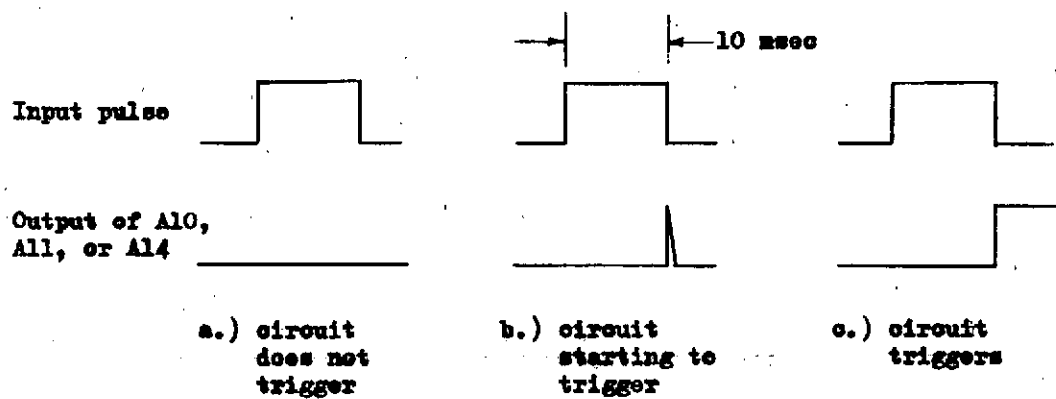 10 msec
Input pulse
Output of A10,
A11, or A14
a.) circuit
does not
trigger
b.) circuit
starting to
trigger
c.) circuit
triggers